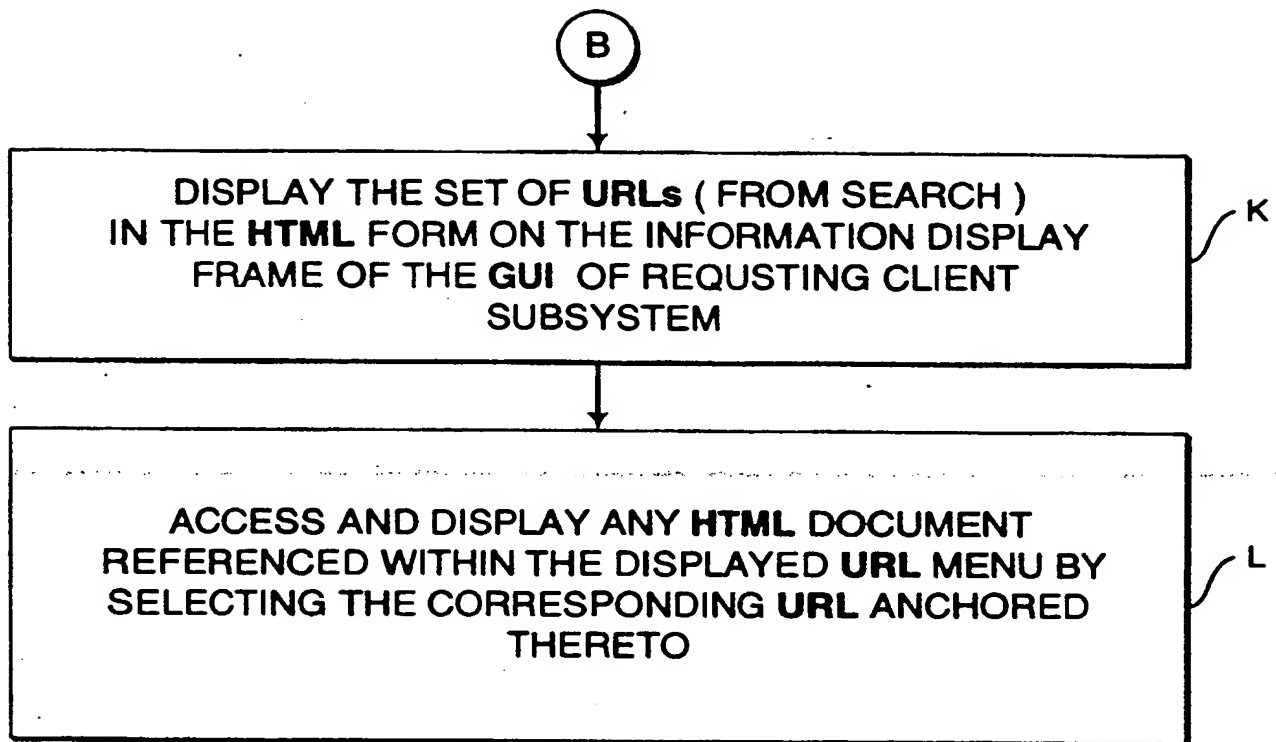 B
DISPLAY THE SET OF URLs ( FROM SEARCH )
IN THE HTML FORM ON THE INFORMATION DISPLAY
FRAME OF THE GUI OF REQUSTING CLIENT
SUBSYSTEM
K
ACCESS AND DISPLAY ANY HTML DOCUMENT
REFERENCED WITHIN THE DISPLAYED URL MENU BY
SELECTING THE CORRESPONDING URL ANCHORED
THERETO
L